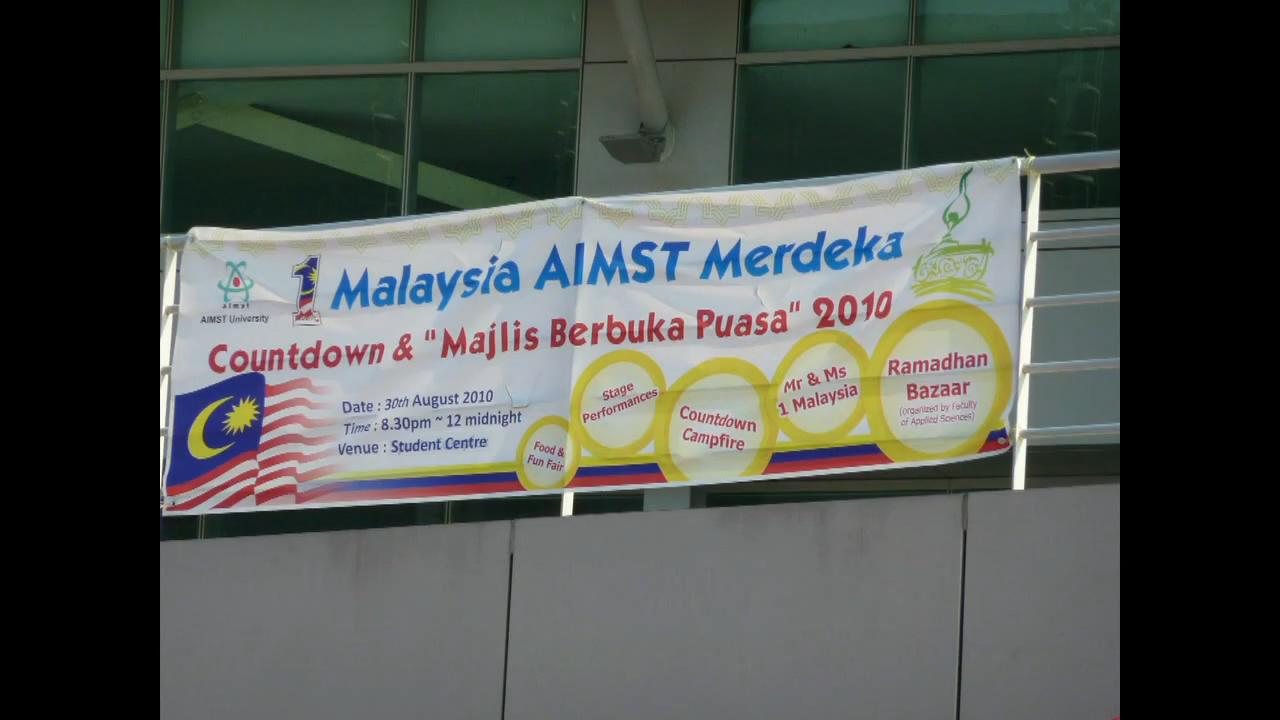 Aimst
AIMST University
1 Malaysia AIMST Merdeka
Countdown & "Majlis Berbuka Puasa" 2010
Date : 30th August 2010
Time : 8.30pm ~ 12 midnight
Venue : Student Centre
Food &
Fun Fair
Stage
Performances
Countdown
Campfire
Mr & Ms
1 Malaysia
Ramadhan
Bazaar
(organized by Faculty
of Applied Sciences)